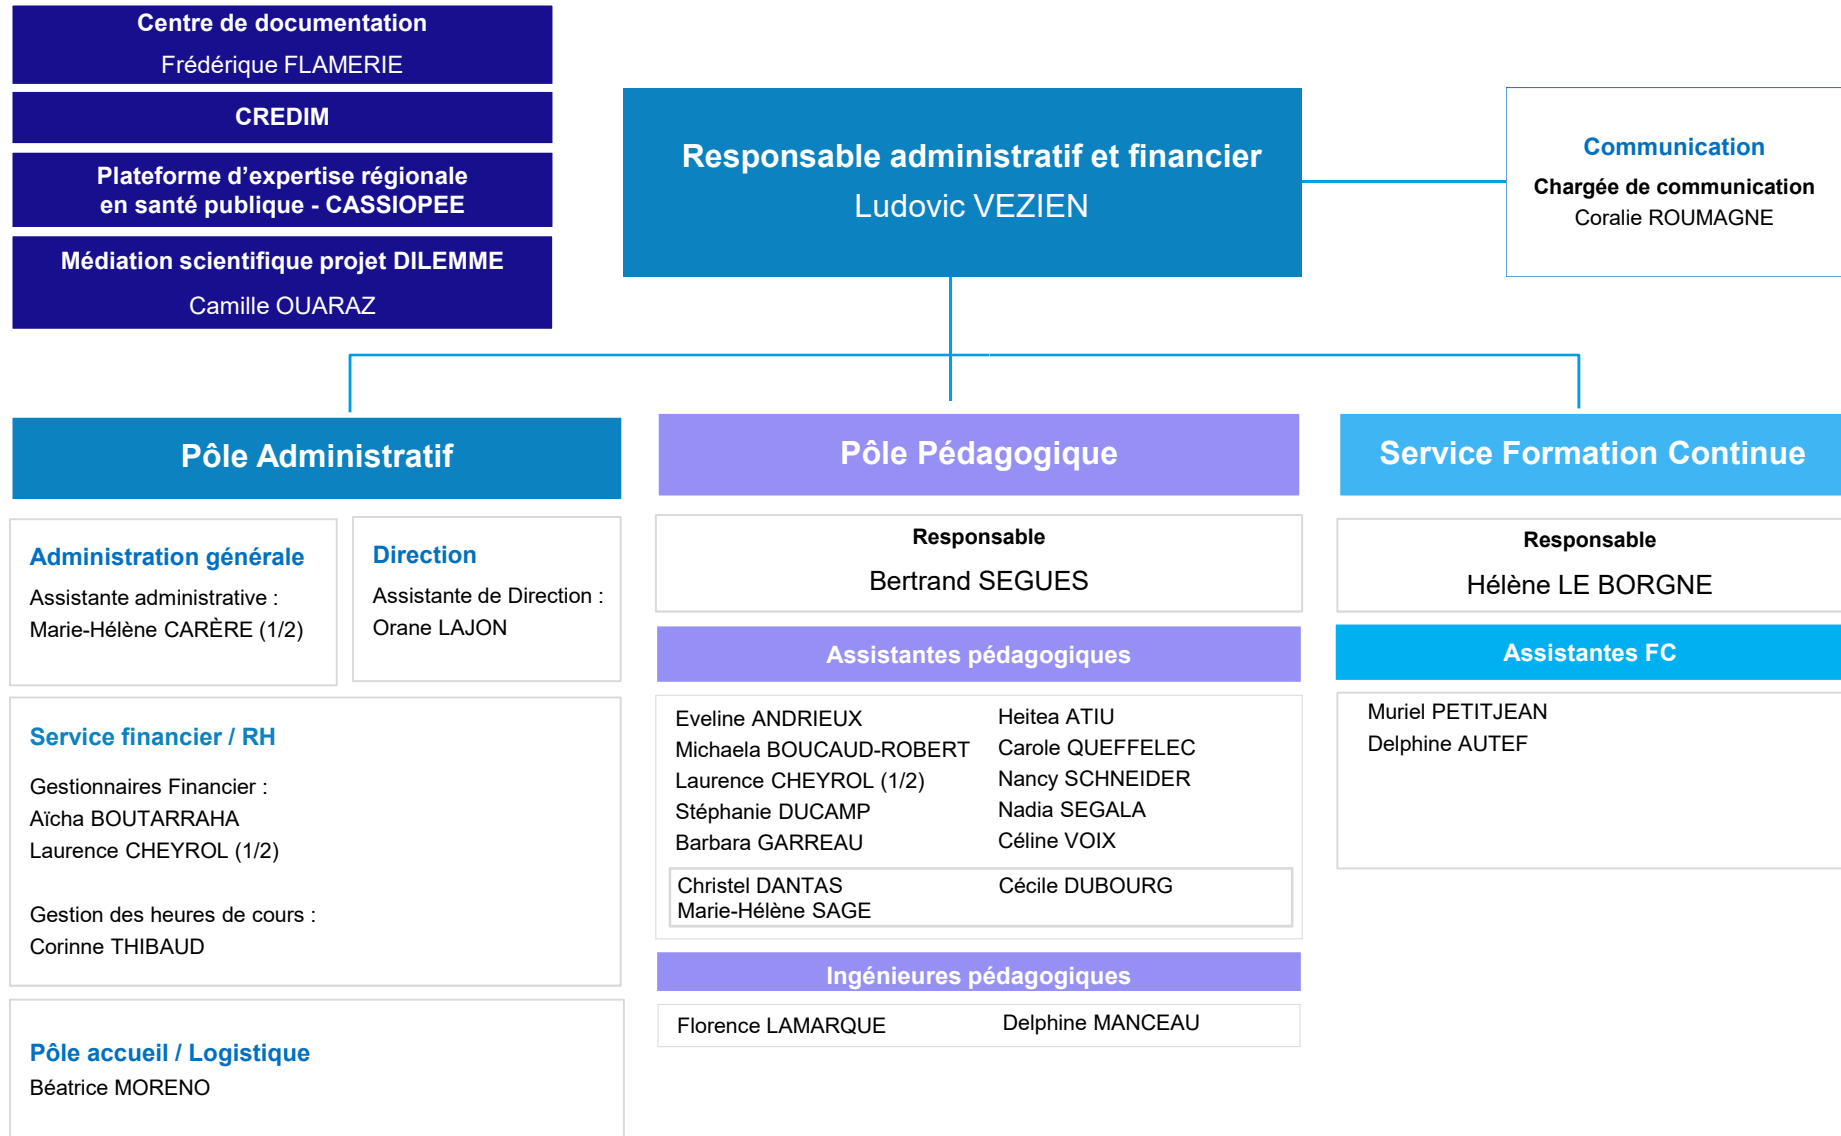 Centre de documentation
Frédérique FLAMERIE
CREDIM
Plateforme d’expertise régionale
en santé publique - CASSIOPEE
Médiation scientifique projet DILEMME
Camille OUARAZ
Responsable administratif et financier
Ludovic VEZIEN
Communication
Chargée de communication
Coralie ROUMAGNE
Pôle Administratif
Administration générale
Assistante administrative :
Marie-Hélène CARÈRE (1/2)
Direction
Assistante de Direction :
Orane LAJON
Service financier / RH
Gestionnaires Financier :
Aïcha BOUTARRAHA
Laurence CHEYROL (1/2)
Gestion des heures de cours :
Corinne THIBAUD
Pôle accueil / Logistique
Béatrice MORENO
Pôle Pédagogique
Responsable
Bertrand SEGUES
Assistantes pédagogiques
Eveline ANDRIEUX
Michaela BOUCAUD-ROBERT
Laurence CHEYROL (1/2)
Stéphanie DUCAMP
Barbara GARREAU
Heitea ATIU
Carole QUEFFELEC
Nancy SCHNEIDER
Nadia SEGALA
Céline VOIX
Christel DANTAS
Marie-Hélène SAGE
Cécile DUBOURG
Ingénieures pédagogiques
Florence LAMARQUE
Delphine MANCEAU
Service Formation Continue
Responsable
Hélène LE BORGNE
Assistantes FC
Muriel PETITJEAN
Delphine AUTEF